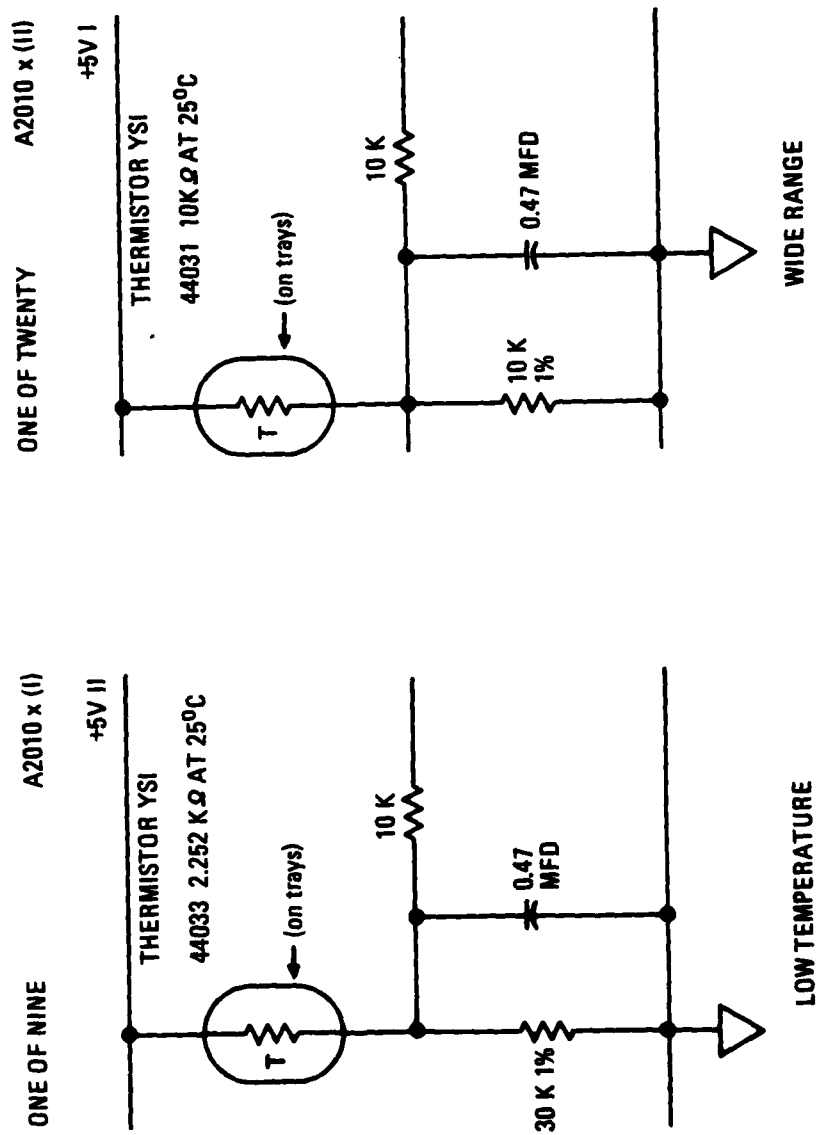 ONE OF NINE
A2010 x (I)
+5V II
THERMISTOR YSI
44033 2.252 KΩ AT 25ºC
(on trays)
T
10 K
30 K 1%
0.47
MFD
LOW TEMPERATURE
ONE OF TWENTY
A2010 x (II)
+5V I
THERMISTOR YSI
44031 10KΩ AT 25ºC
(on trays)
T
10 K
10 K
1%
0.47 MFD
WIDE RANGE